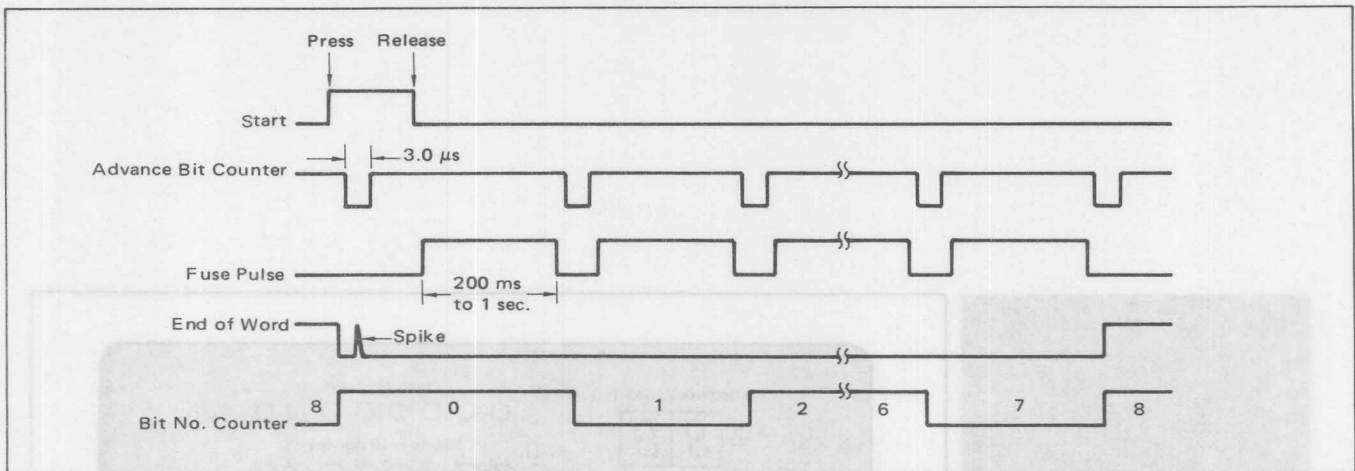 Press Release
Start
3.0 μs
Advance Bit Counter
Fuse Pulse
200 ms
to 1 sec.
End of Word
Spike
8 0 1 2 6 7 8
Bit No. Counter